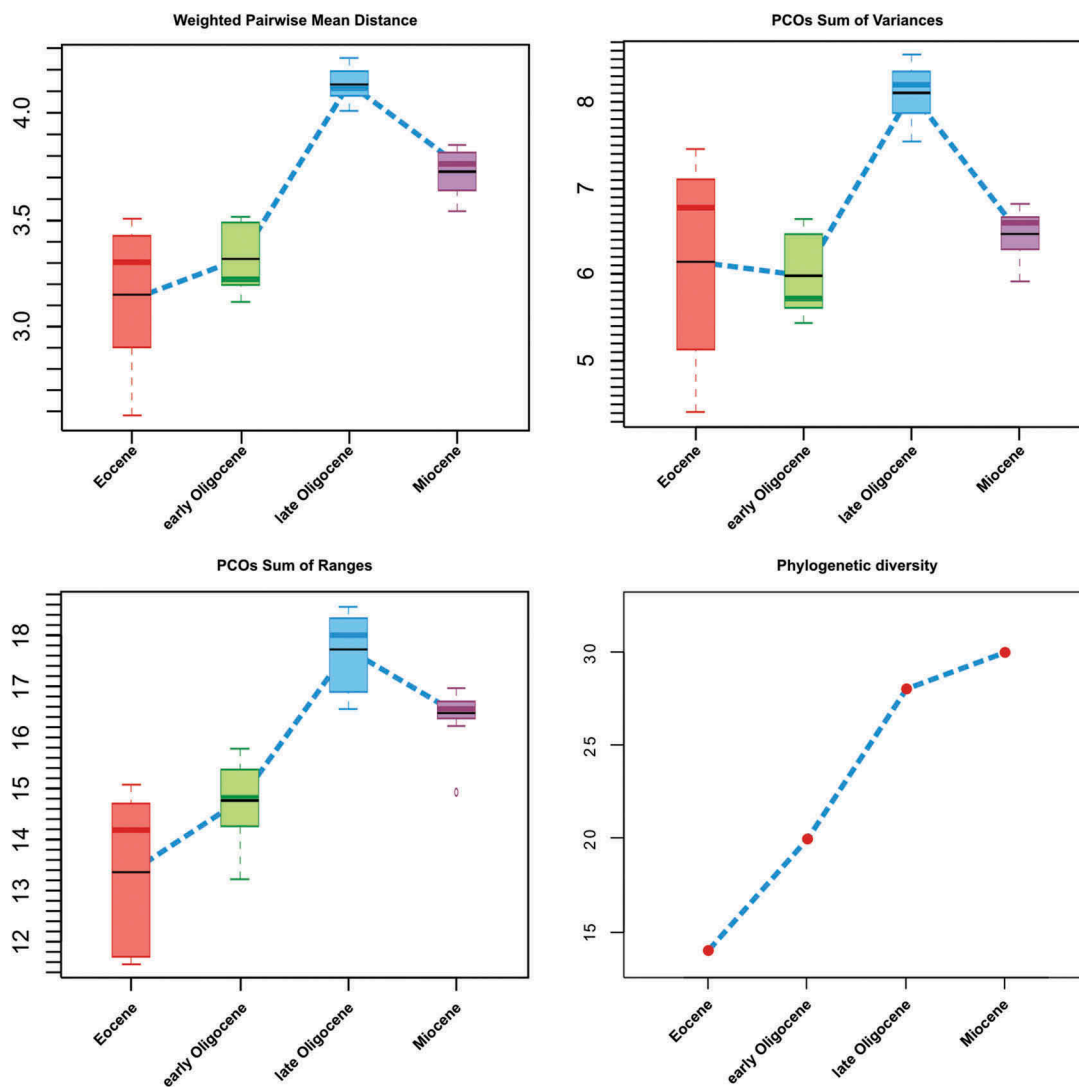 Weighted Pairwise Mean Distance
4.0
3.5
3.0
Eocene
early Oligocene
late Oligocene
Miocene
PCOs Sum of Variances
8
7
6
5
Eocene
early Oligocene
late Oligocene
Miocene
PCOs Sum of Ranges
18
17
16
15
14
13
12
Eocene
early Oligocene
late Oligocene
Miocene
Phylogenetic diversity
30
25
20
15
Eocene
early Oligocene
late Oligocene
Miocene